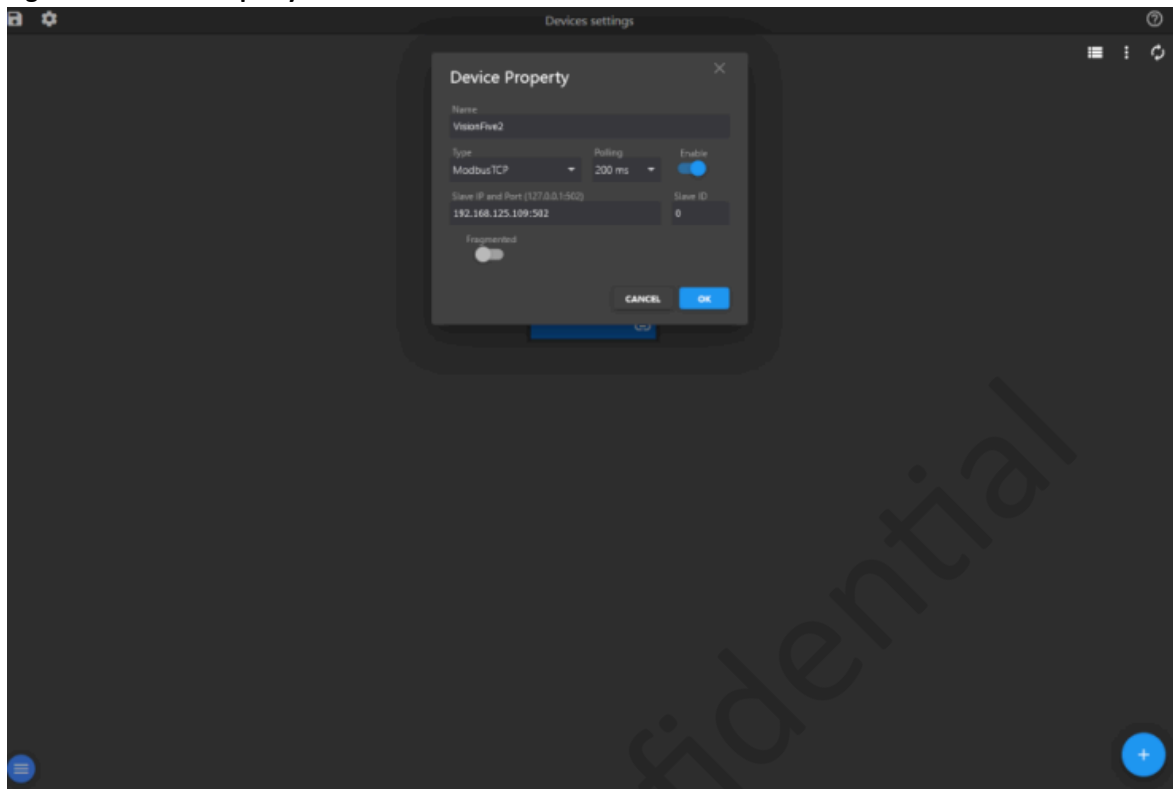 Devices settings
Device Property
Name
VisionFive2
Type Polling Enable
ModbusTCP 200 ms
Slave IP and Port (127.0.0.1:502) Slave ID
192.168.125.109:502 0
Fragmented
CANCEL OK
fidential